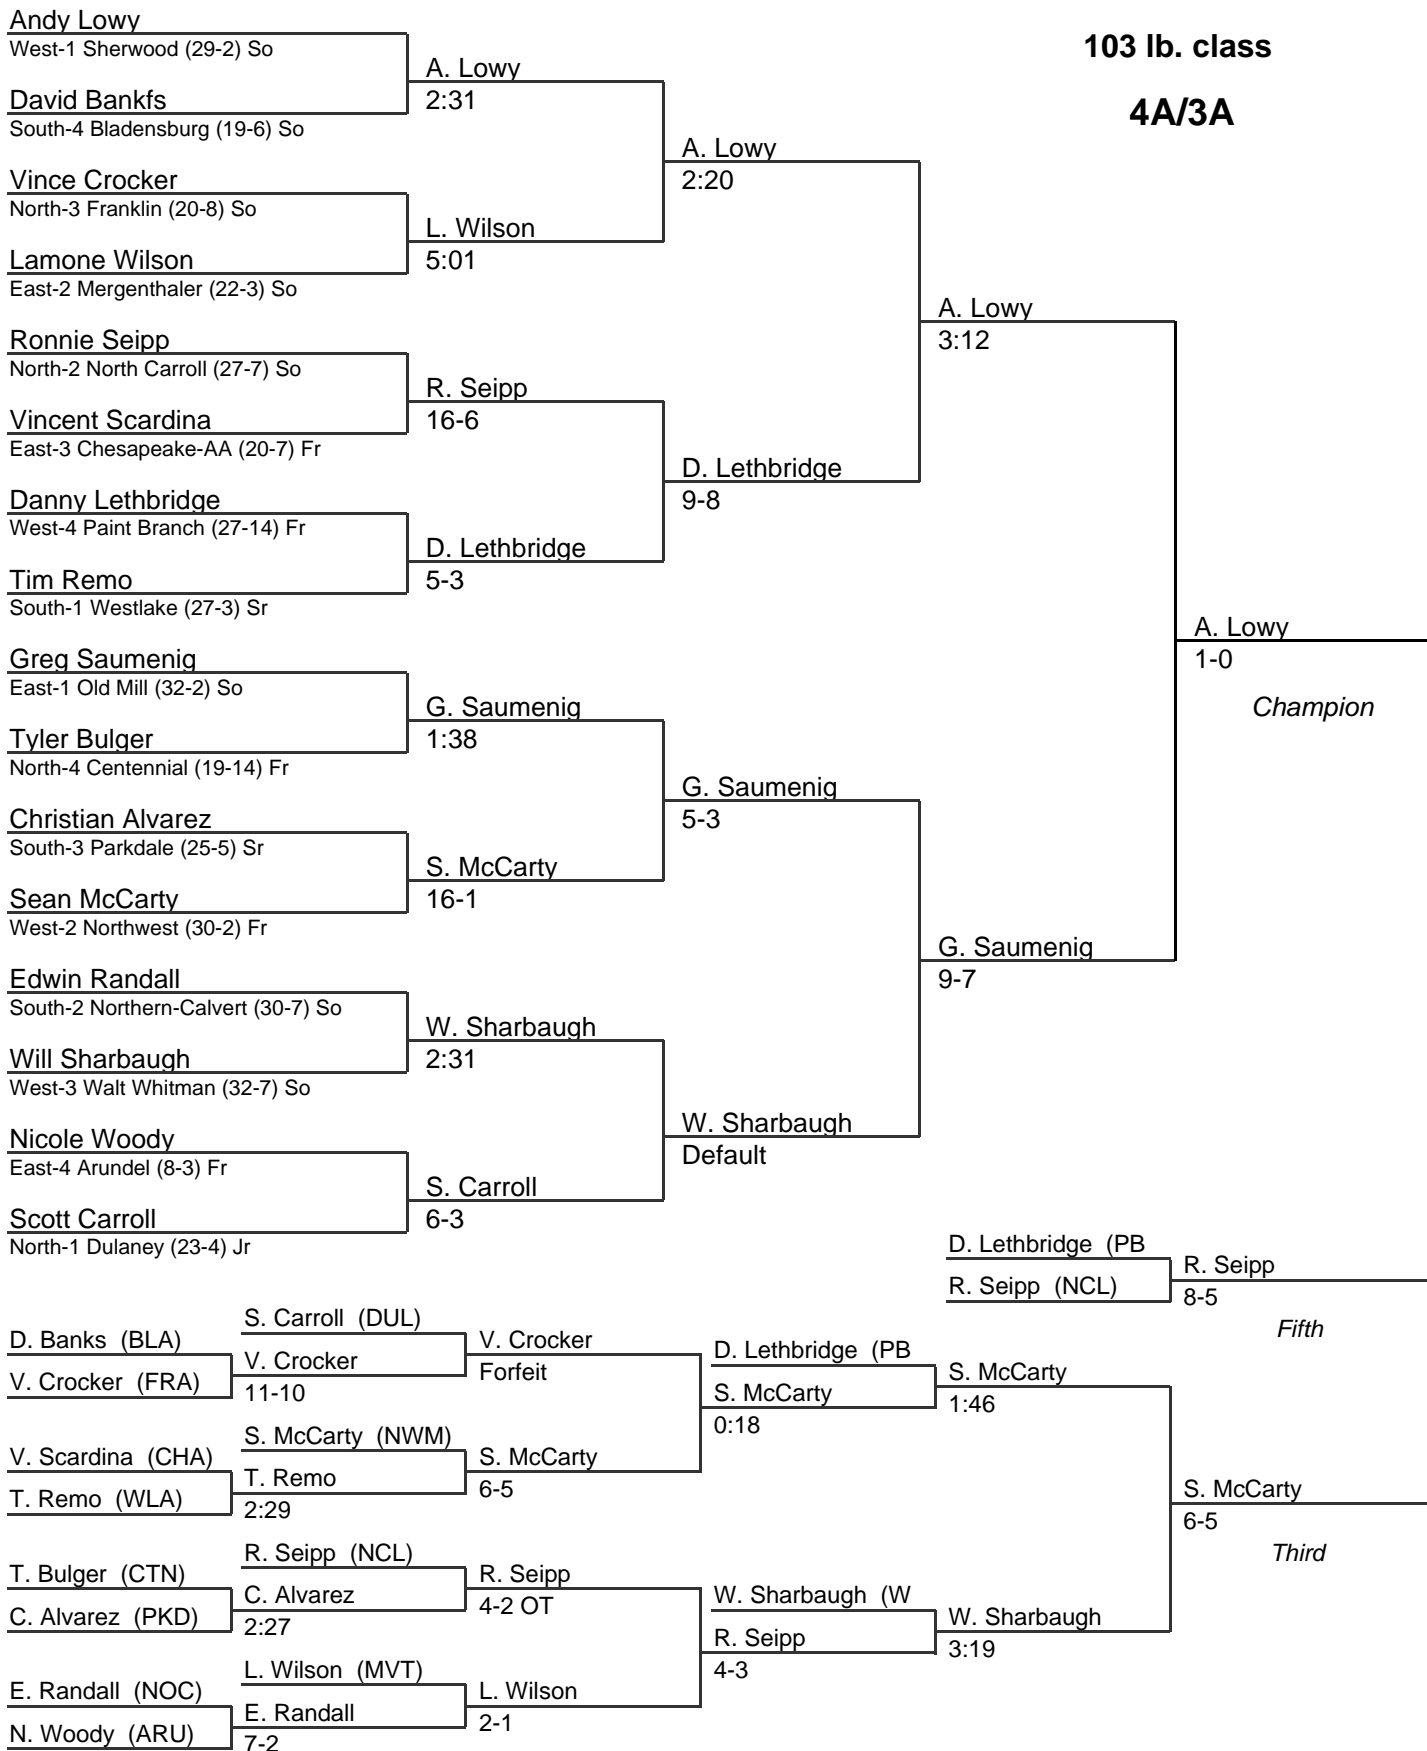 103 lb. class
4A/3A
Andy Lowy
West-1 Sherwood (29-2) So
David Bankfs
South-4 Bladensburg (19-6) So
Vince Crocker
North-3 Franklin (20-8) So
Lamone Wilson
East-2 Mergenthaler (22-3) So
Ronnie Seipp
North-2 North Carroll (27-7) So
Vincent Scardina
East-3 Chesapeake-AA (20-7) Fr
Danny Lethbridge
West-4 Paint Branch (27-14) Fr
Tim Remo
South-1 Westlake (27-3) Sr
Greg Saumenig
East-1 Old Mill (32-2) So
Tyler Bulger
North-4 Centennial (19-14) Fr
Christian Alvarez
South-3 Parkdale (25-5) Sr
Sean McCarty
West-2 Northwest (30-2) Fr
Edwin Randall
South-2 Northern-Calvert (30-7) So
Will Sharbaugh
West-3 Walt Whitman (32-7) So
Nicole Woody
East-4 Arundel (8-3) Fr
Scott Carroll
North-1 Dulaney (23-4) Jr
A. Lowy
2:31
L. Wilson
5:01
R. Seipp
16-6
D. Lethbridge
5-3
G. Saumenig
1:38
S. McCarty
16-1
W. Sharbaugh
2:31
S. Carroll
6-3
A. Lowy
2:20
D. Lethbridge
9-8
G. Saumenig
5-3
W. Sharbaugh
Default
A. Lowy
3:12
G. Saumenig
9-7
A. Lowy
1-0
Champion
D. Lethbridge (PB
R. Seipp (NCL)
R. Seipp
8-5
Fifth
D. Banks (BLA)
V. Crocker (FRA)
V. Scardina (CHA)
T. Remo (WLA)
T. Bulger (CTN)
C. Alvarez (PKD)
E. Randall (NOC)
N. Woody (ARU)
S. Carroll (DUL)
V. Crocker
11-10
S. McCarty (NWM)
T. Remo
2:29
R. Seipp (NCL)
C. Alvarez
2:27
L. Wilson (MVT)
E. Randall
7-2
V. Crocker
Forfeit
S. McCarty
6-5
R. Seipp
4-2 OT
L. Wilson
2-1
D. Lethbridge (PB
S. McCarty
0:18
W. Sharbaugh (W
R. Seipp
4-3
S. McCarty
1:46
W. Sharbaugh
3:19
S. McCarty
6-5
Third